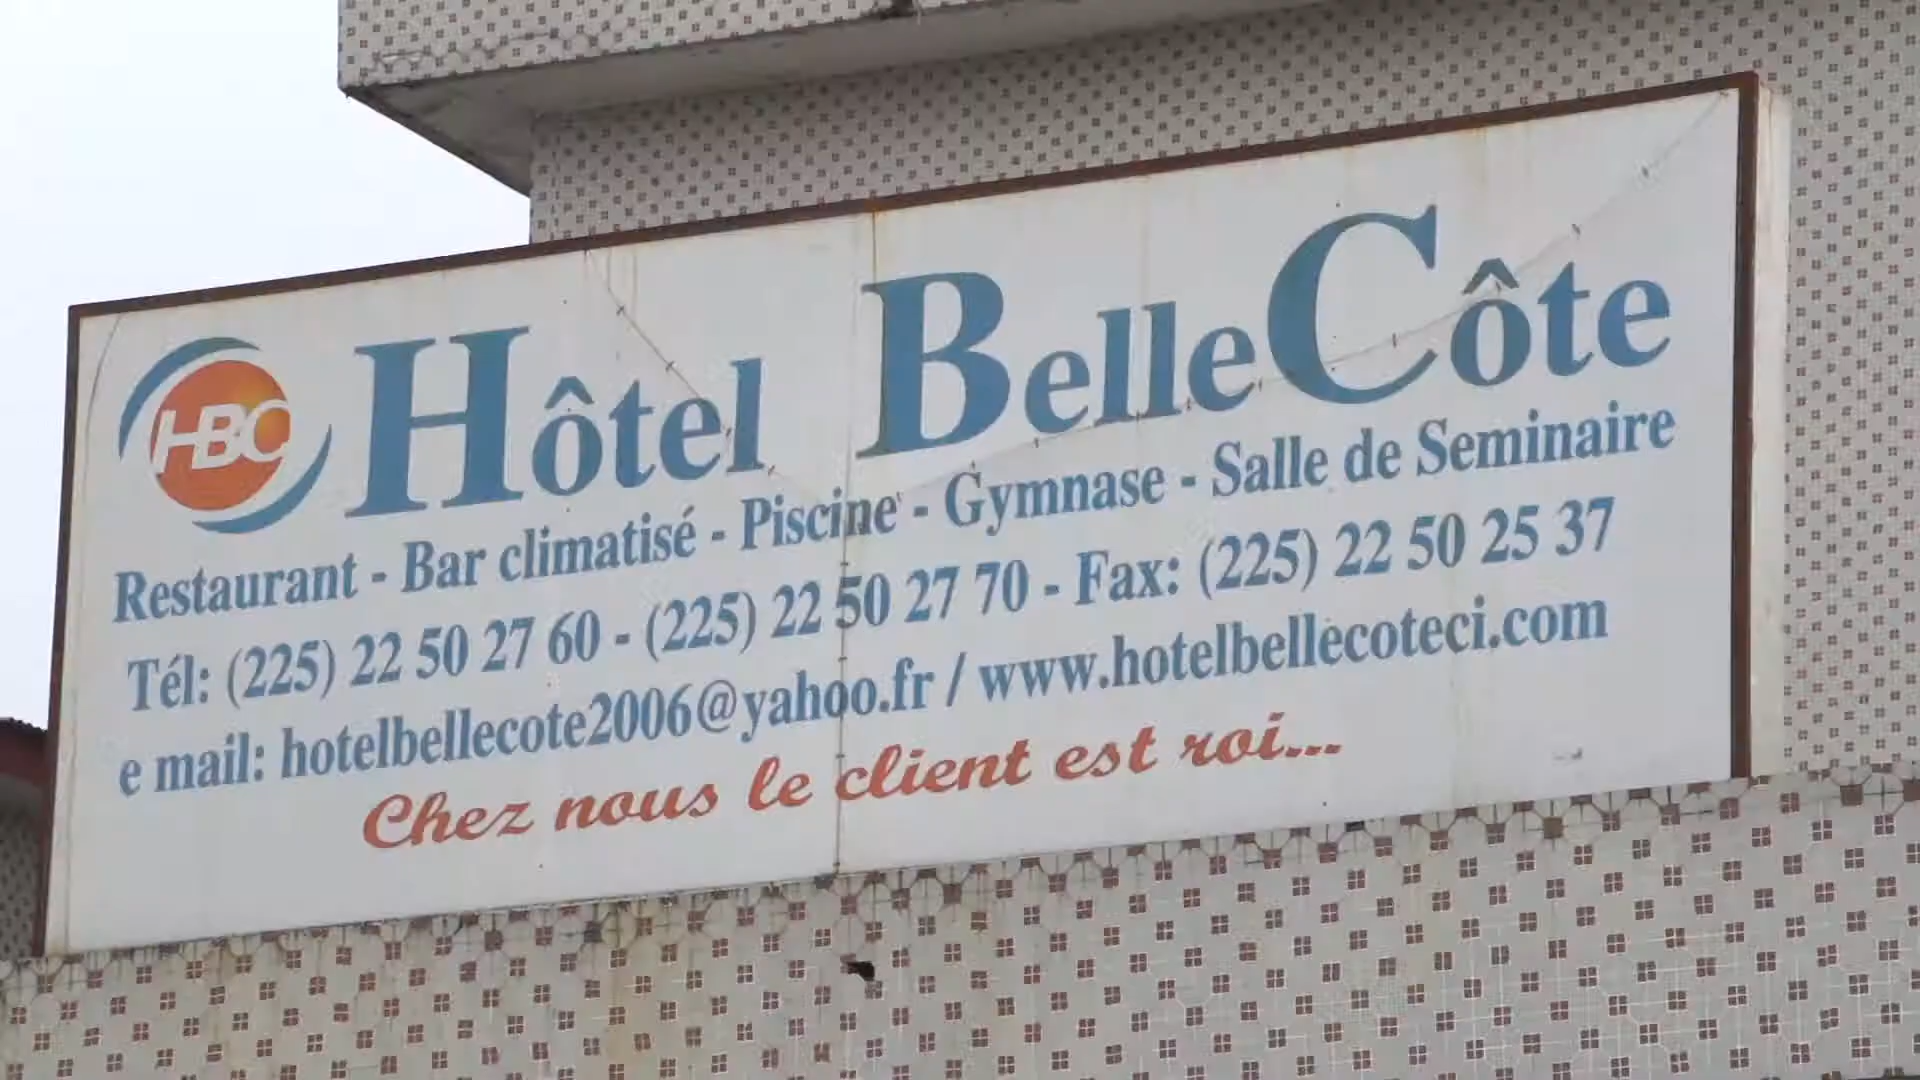 HBC
Hôtel BelleCôte
Restaurant - Bar climatisé - Piscine - Gymnase - Salle de Seminaire
Tél: (225) 22 50 27 60 - (225) 22 50 27 70 - Fax: (225) 22 50 25 37
e mail: hotelbellecote2006@yahoo.fr / www.hotelbellecoteci.com
Chez nous le client est roi...